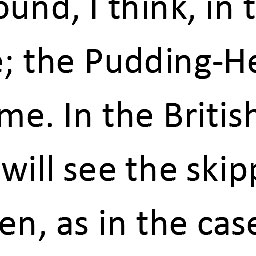 ound, I think, in t
e; the Pudding-He
me. In the British
will see the skipp
en, as in the case